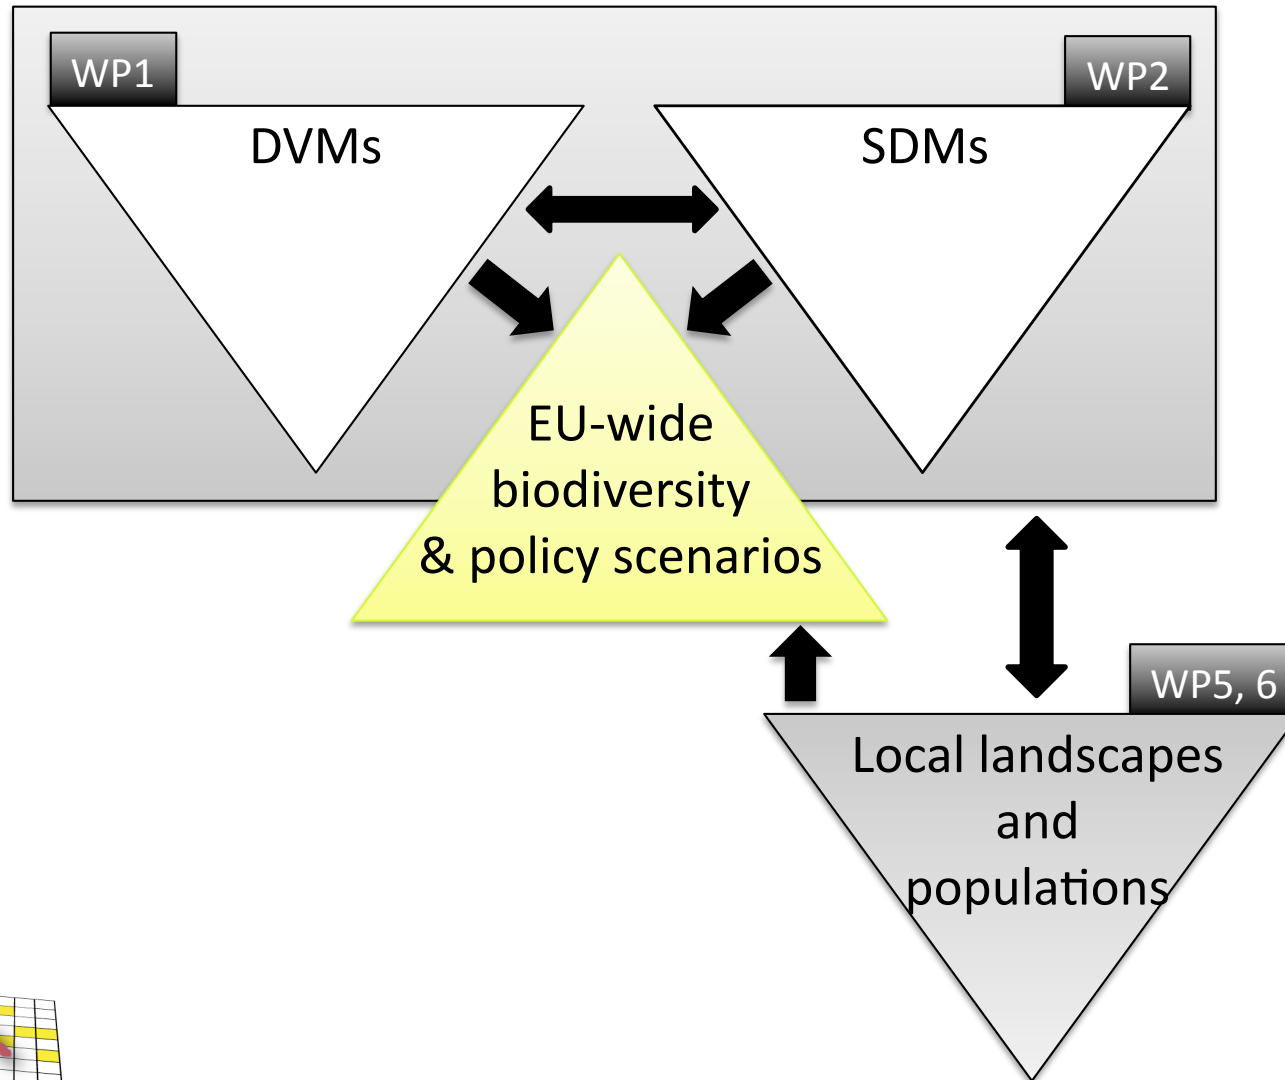 WP1
WP2
DVMs
SDMs
EU-wide
biodiversity
& policy scenarios
WP5, 6
Local landscapes
and
populations